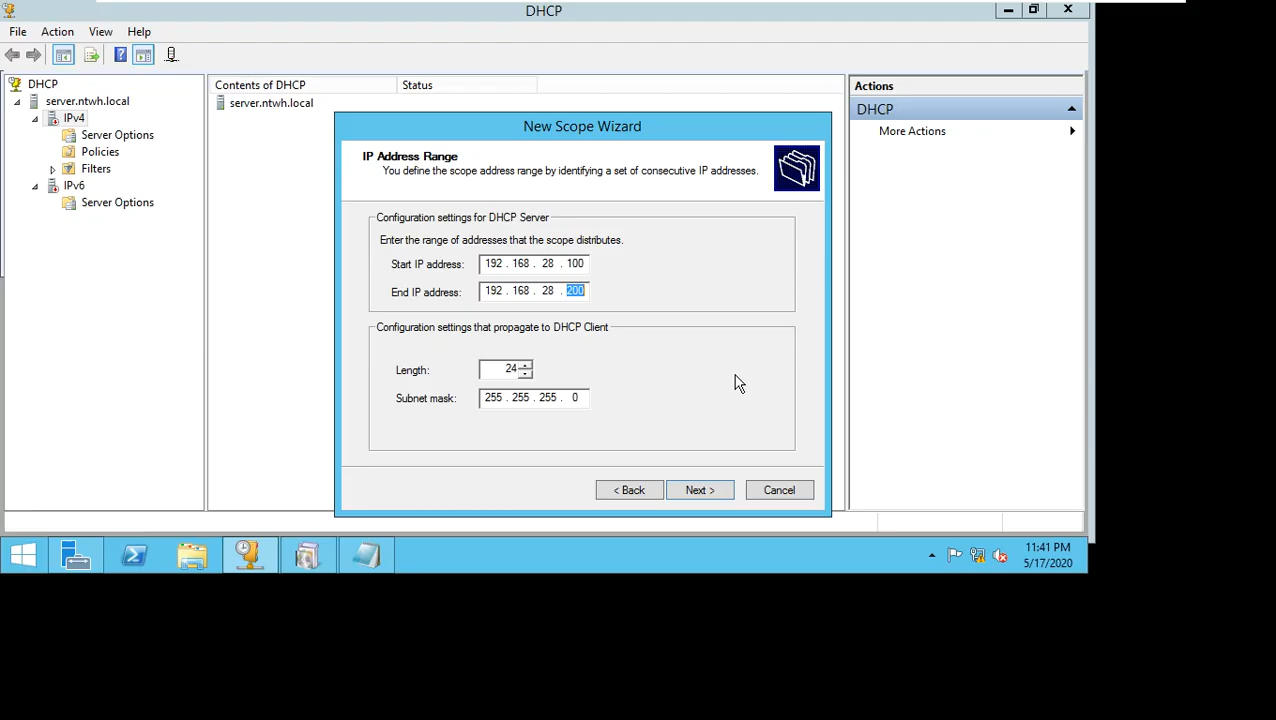 DHCP
File Action View Help
DHCP
server.ntwh.local
IPv4
Server Options
Policies
Filters
IPv6
Server Options
Contents of DHCP Status
server.ntwh.local
New Scope Wizard
IP Address Range
You define the scope address range by identifying a set of consecutive IP addresses.
Configuration settings for DHCP Server
Enter the range of addresses that the scope distributes.
Start IP address: 192 . 168 . 28 . 100
End IP address: 192 . 168 . 28 . 200
Configuration settings that propagate to DHCP Client
Length: 24
Subnet mask: 255 . 255 . 255 . 0
< Back Next > Cancel
Actions
DHCP
More Actions
11:41 PM
5/17/2020